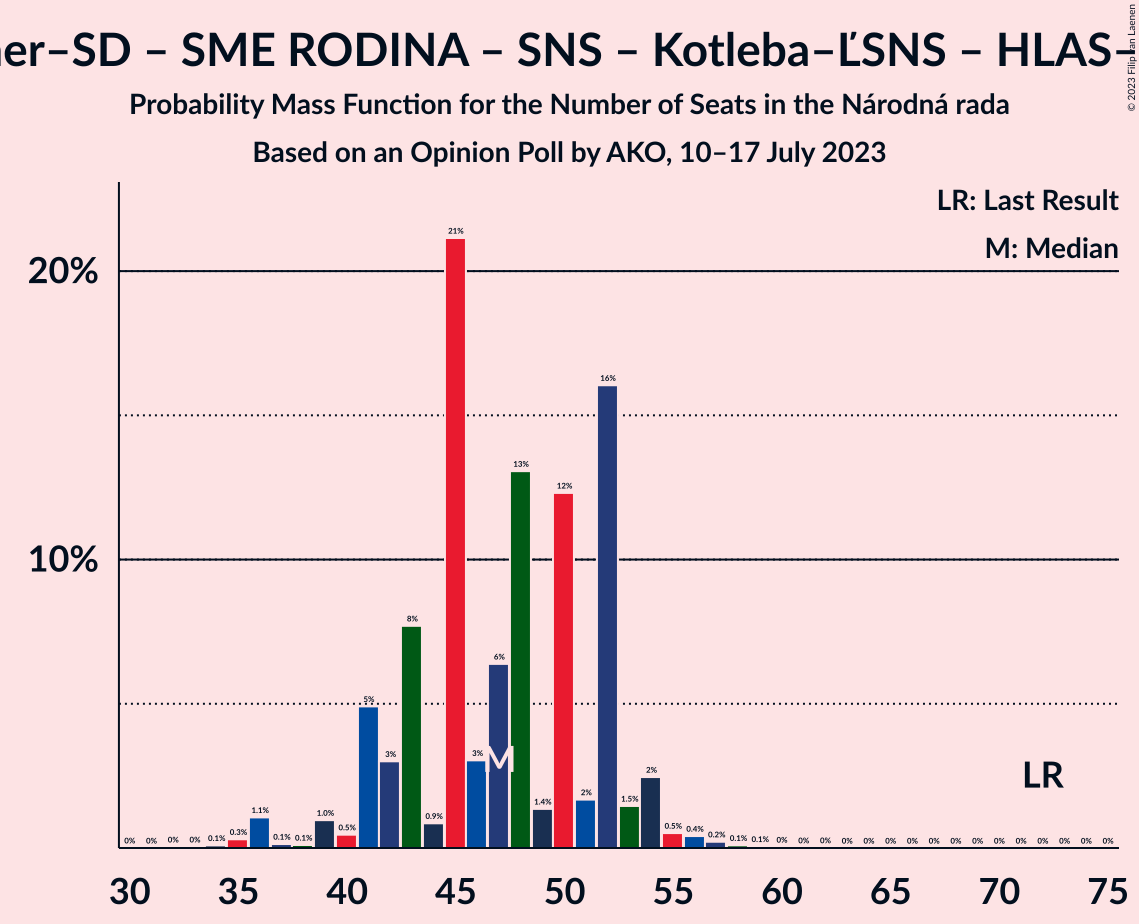 er–SD – SME RODINA – SNS – Kotleba–ĽSNS – HLAS–
Probability Mass Function for the Number of Seats in the Národná rada
Based on an Opinion Poll by AKO, 10–17 July 2023
© 2023 Filip van Laenen
LR: Last Result
M: Median
20%
10%
0% 0% 0% 0% 0.1% 0.3% 1.1% 0.1% 0.1% 1.0% 0.5% 5% 3% 8% 0.9% 21% 3% 6% 13% 1.4% 12% 2% 16% 1.5% 2% 0.5% 0.4% 0.2% 0.1% 0.1% 0% 0% 0% 0% 0% 0% 0% 0% 0% 0% 0% 0% 0% 0% 0% 0%
M
LR
30 35 40 45 50 55 60 65 70 75